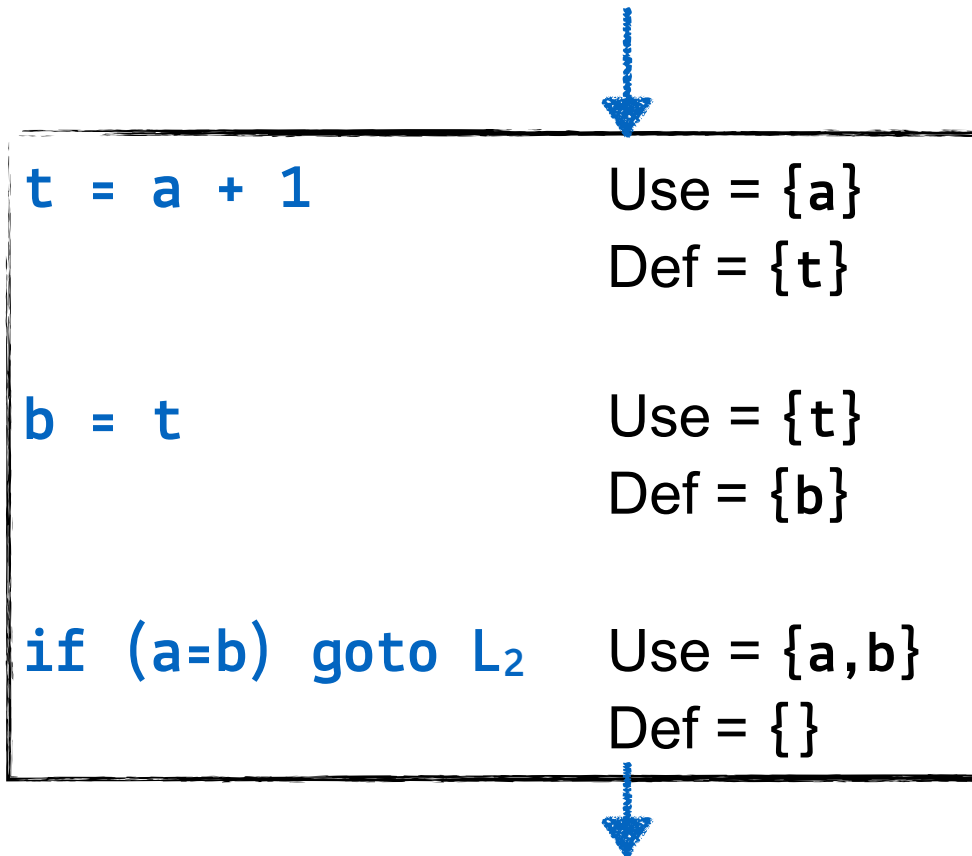 t = a + 1 Use = {a}
Def = {t}
b = t Use = {t}
Def = {b}
if (a=b) goto L₂ Use = {a,b}
Def = {}